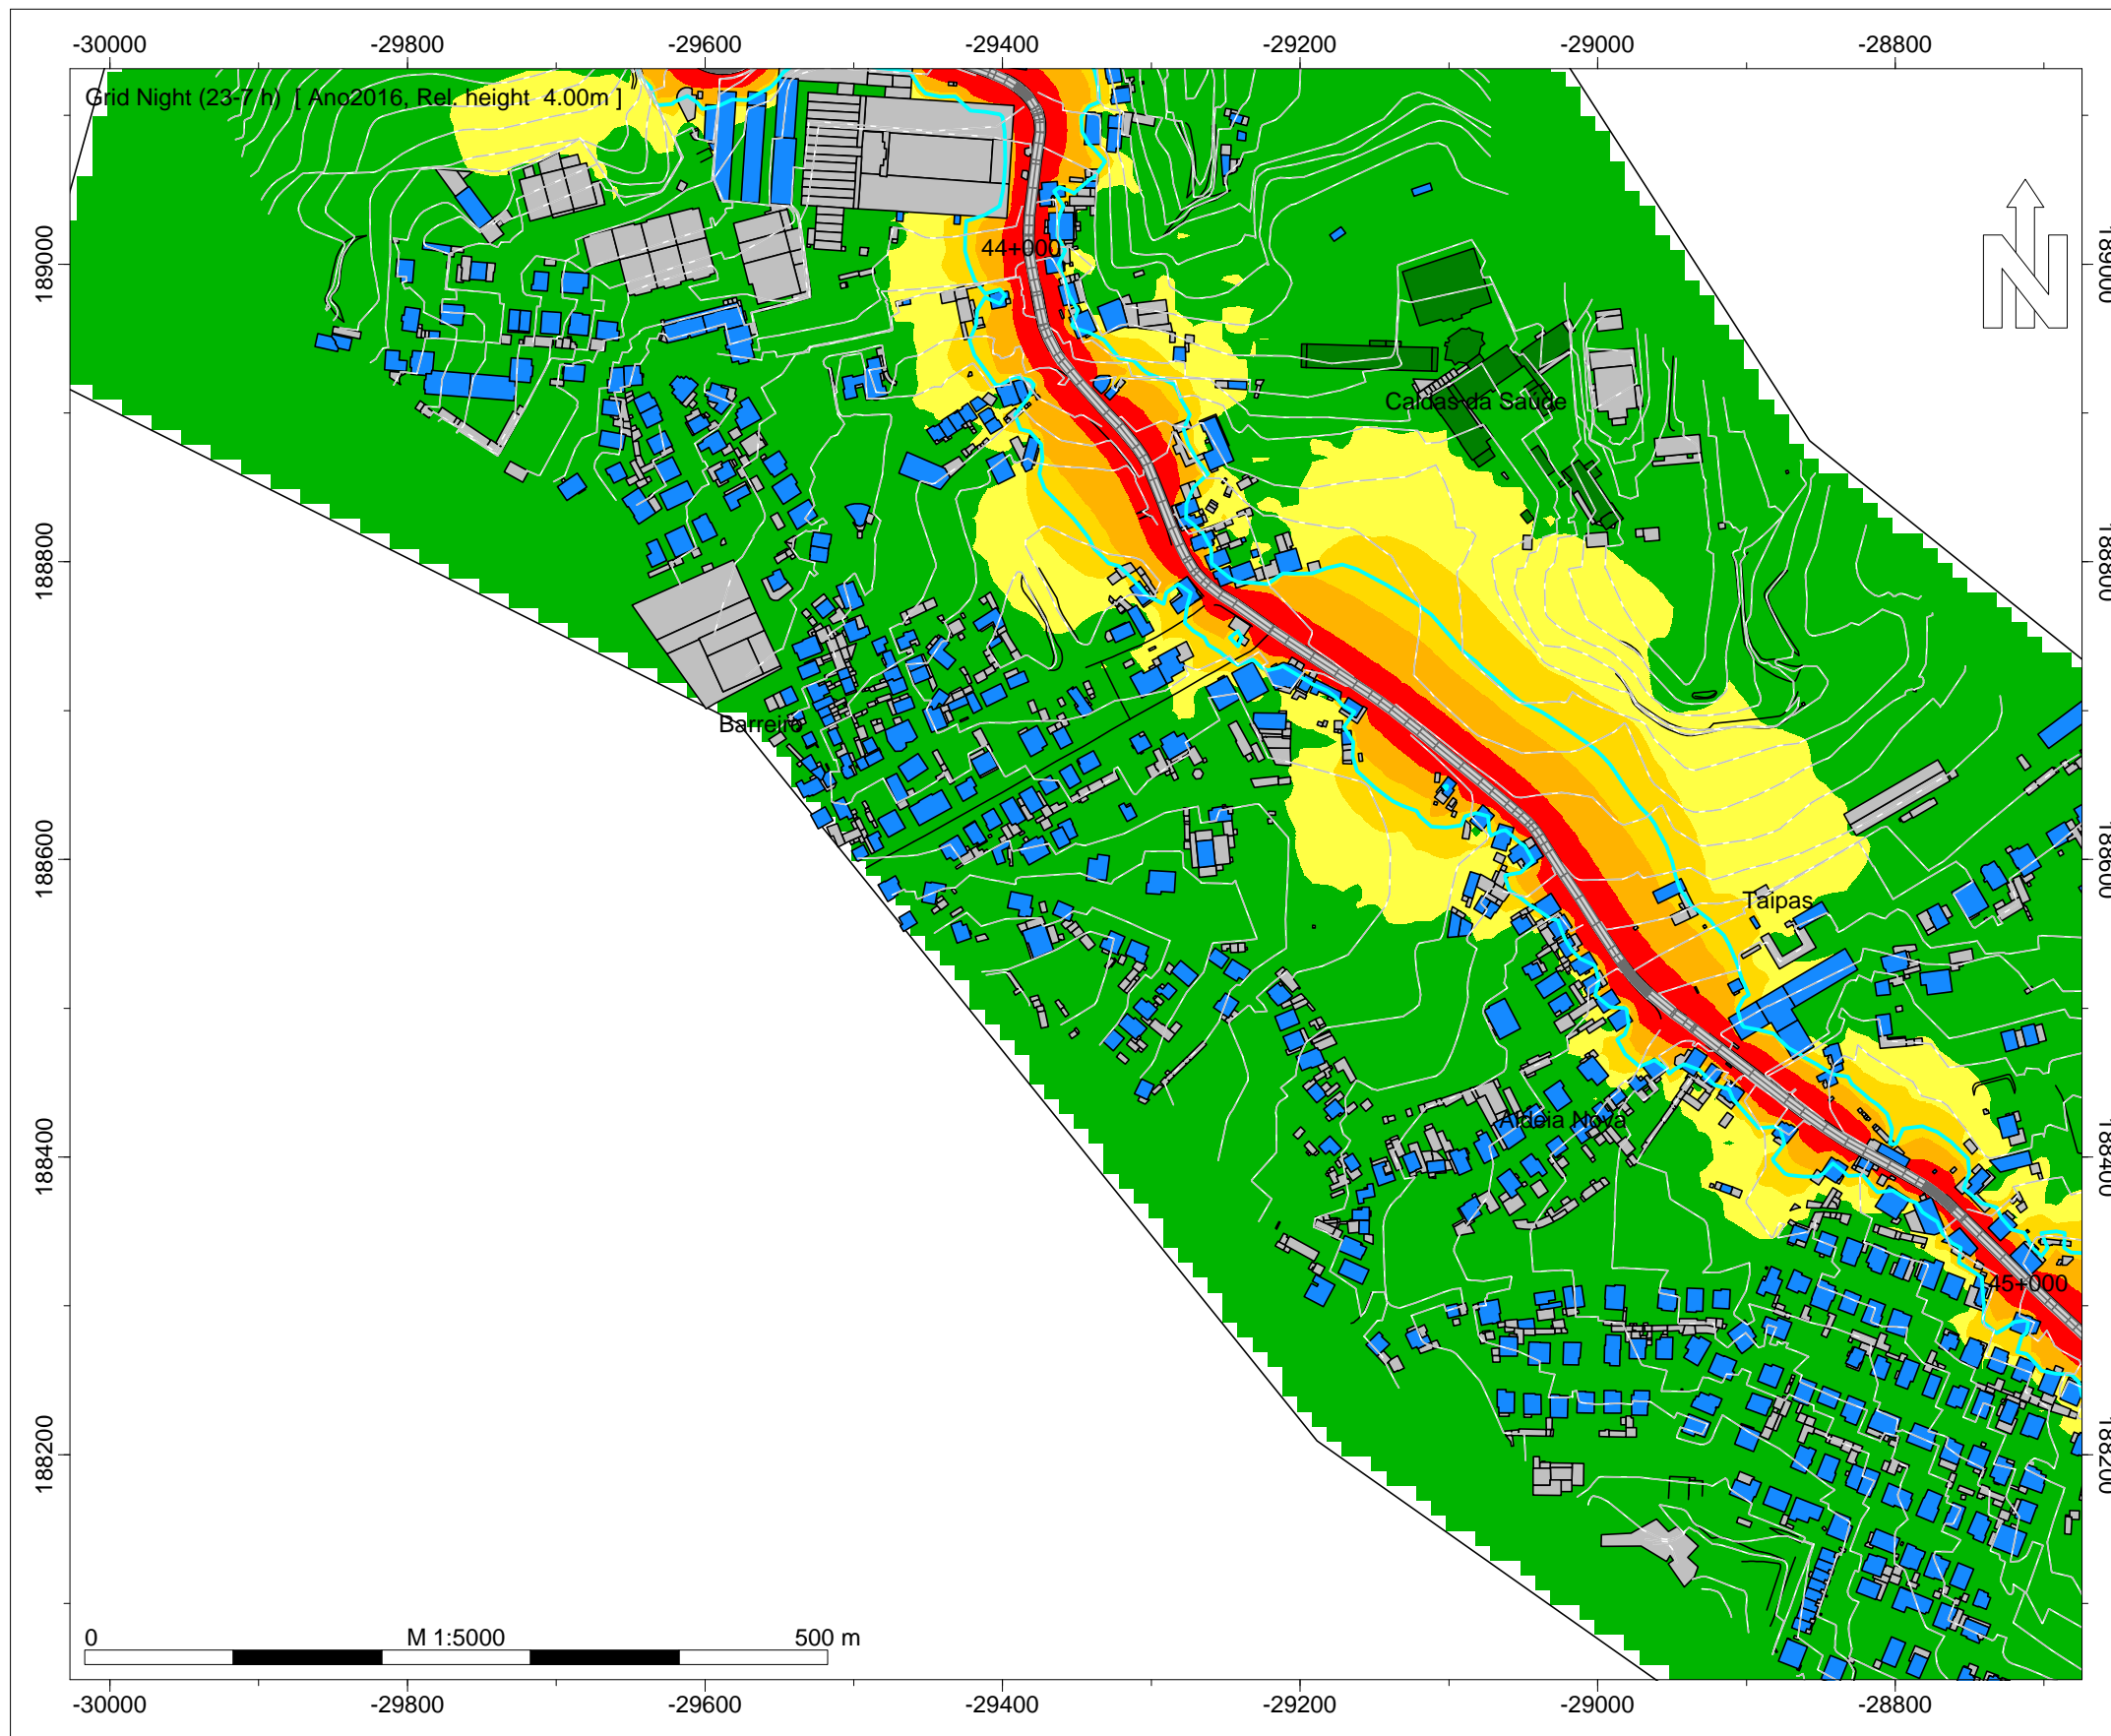 -30000 -29800 -29600 -29400 -29200 -29000 -28800
Grid Night (23-7 h) [ Ano2016, Rel. height 4.00m ]
189000
44+000
189000
N
Caldas da Saúde
188800
188800
Barreiro
188600
188600
Taipas
Aldeia Nova
188400
188400
45+000
188200
188200
0 M 1:5000 500 m
-30000 -29800 -29600 -29400 -29200 -29000 -28800